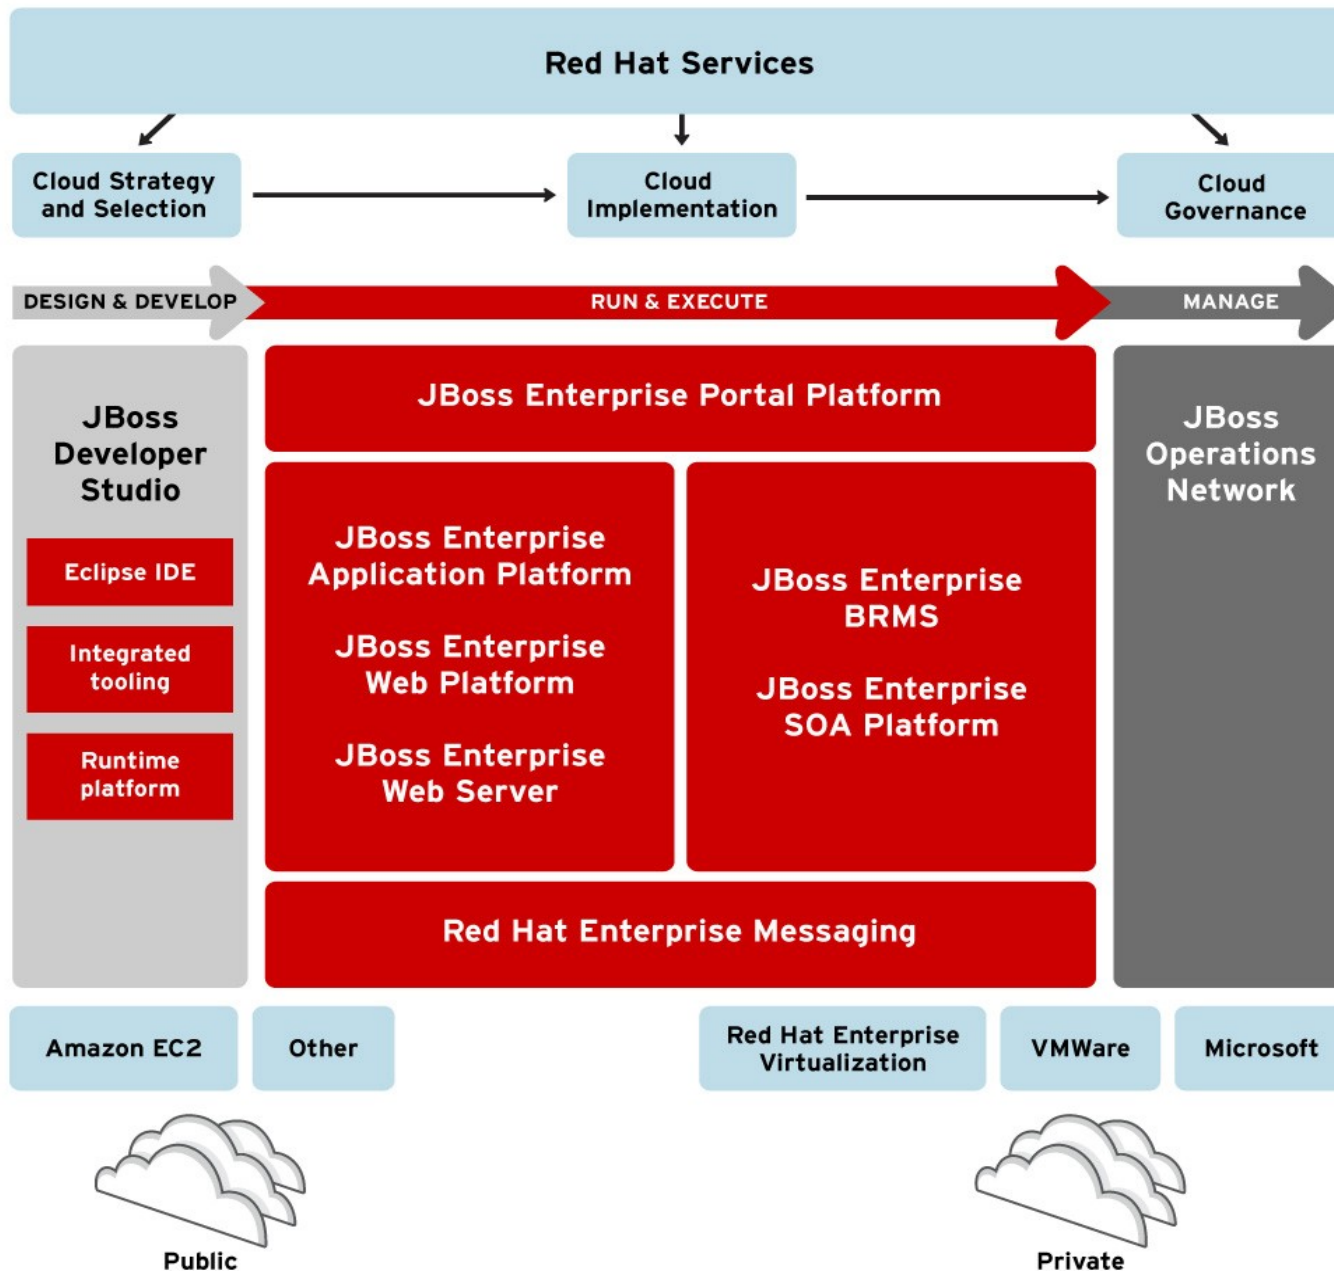 Red Hat Services
Cloud Strategy
and Selection
Cloud
Implementation
Cloud
Governance
DESIGN & DEVELOP
RUN & EXECUTE
MANAGE
JBoss
Developer
Studio
Eclipse IDE
Integrated
tooling
Runtime
platform
JBoss Enterprise Portal Platform
JBoss Enterprise
Application Platform
JBoss Enterprise
Web Platform
JBoss Enterprise
Web Server
JBoss Enterprise
BRMS
JBoss Enterprise
SOA Platform
Red Hat Enterprise Messaging
JBoss
Operations
Network
Amazon EC2
Other
Red Hat Enterprise
Virtualization
VMWare
Microsoft
Public
Private